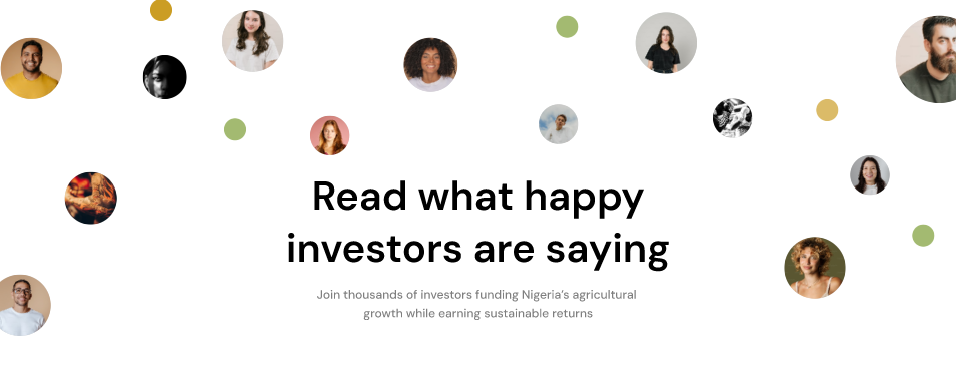 Read what happy
investors are saying
Join thousands of investors funding Nigeria’s agricultural
growth while earning sustainable returns